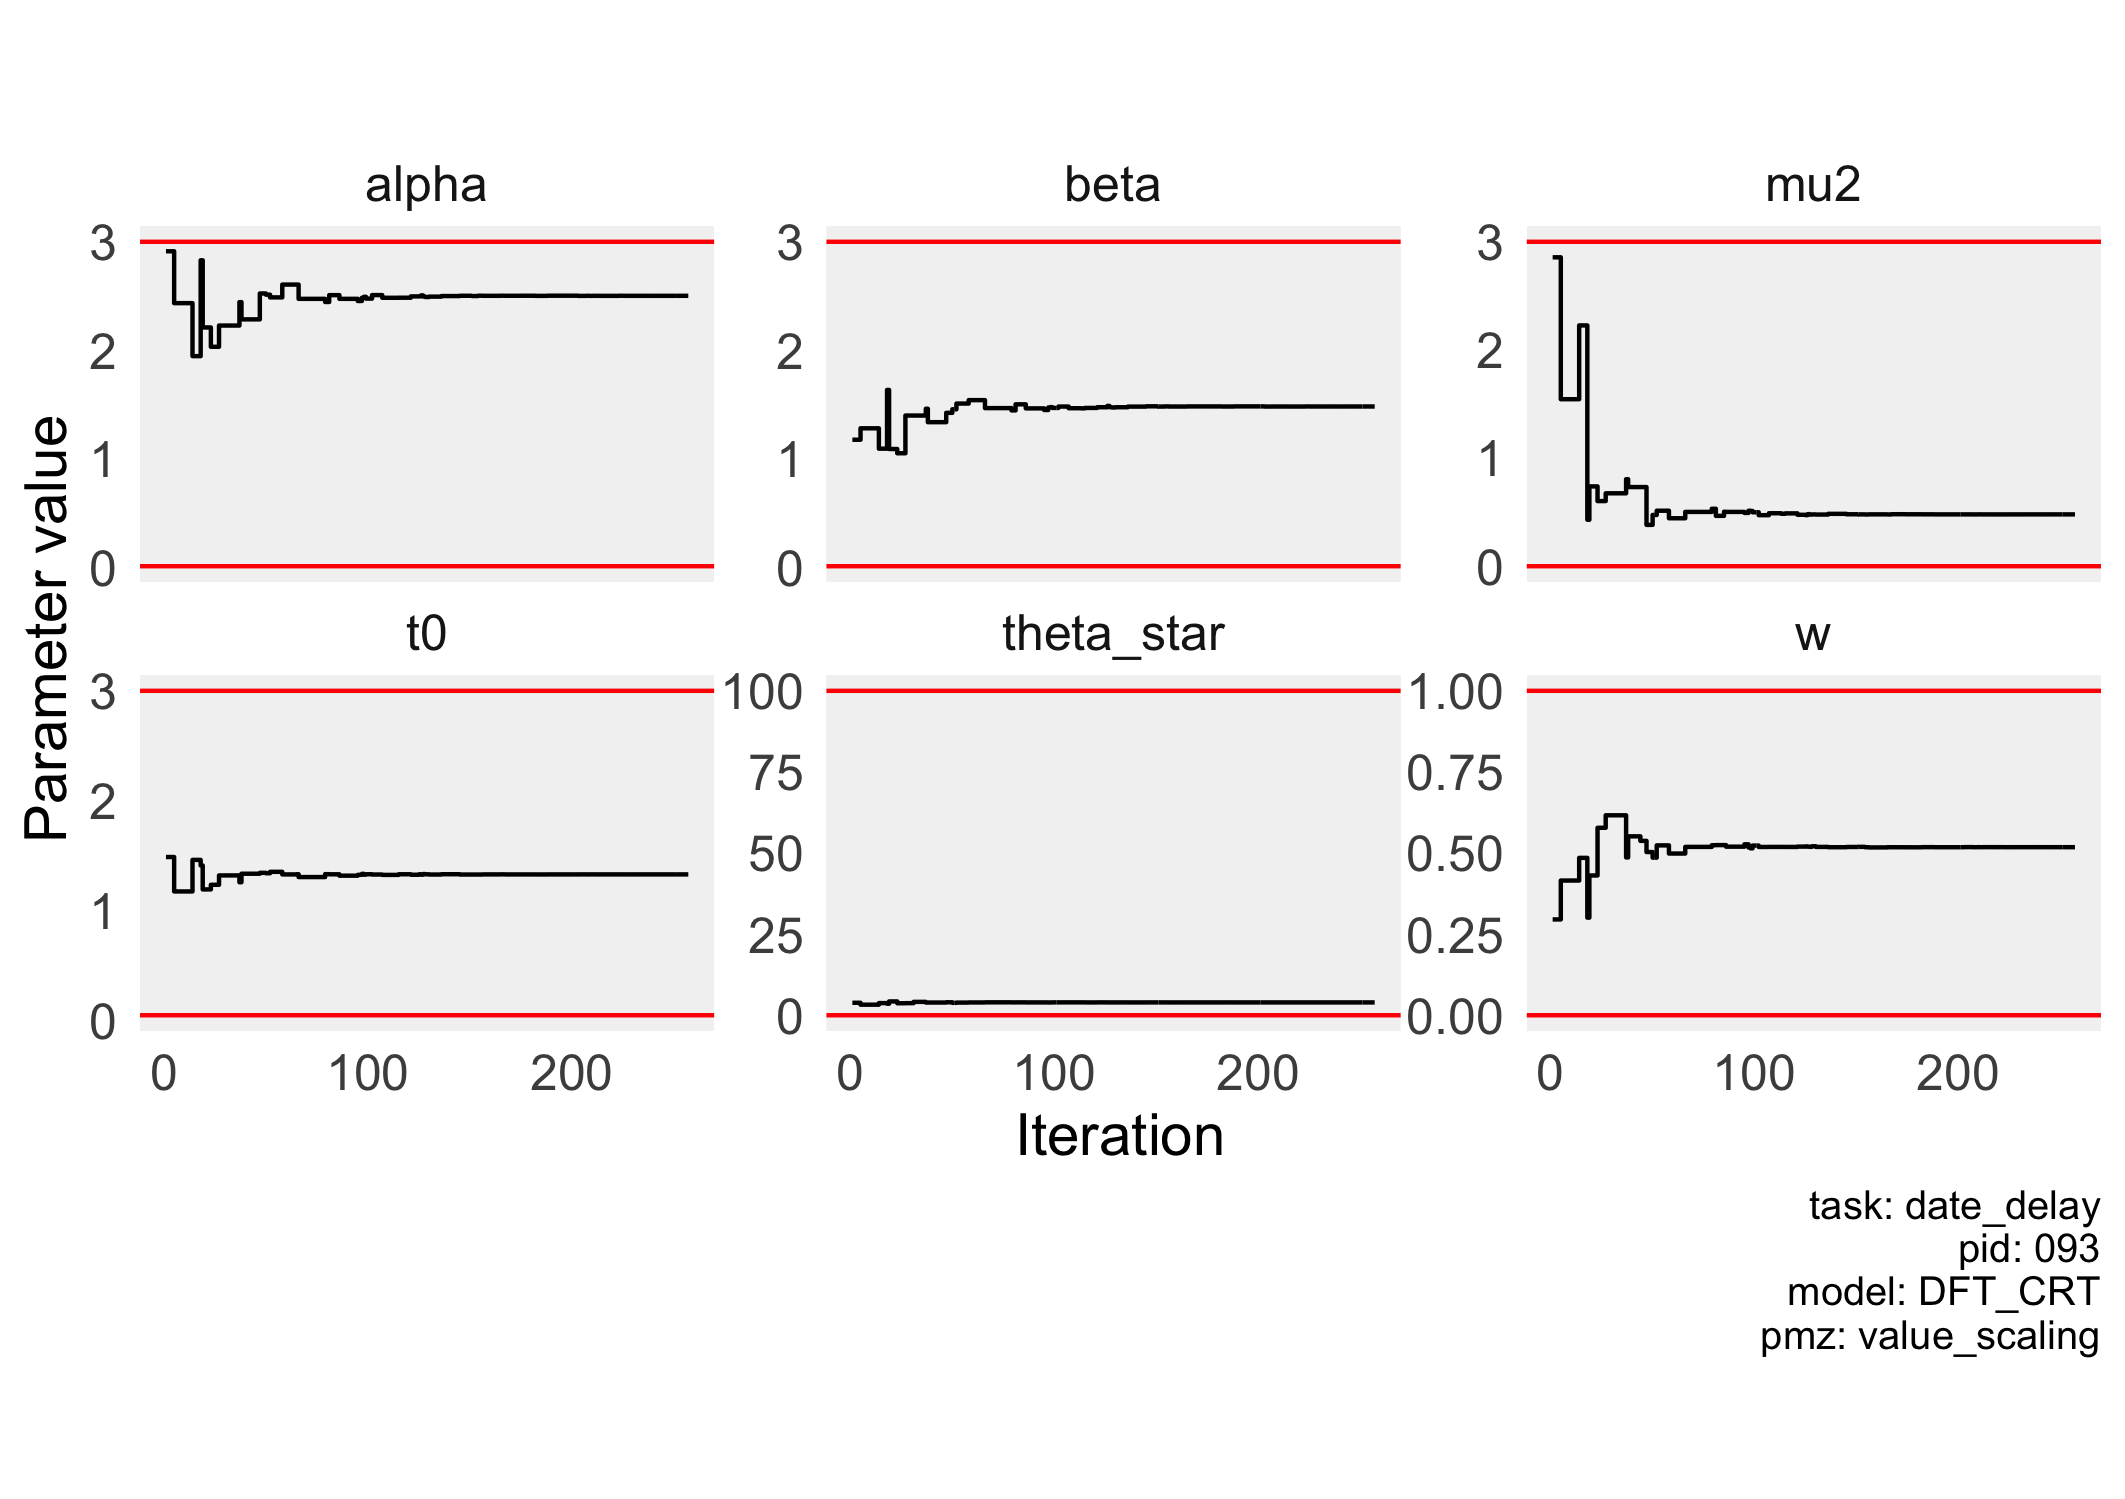 alpha
beta
mu2
3
2
1
0
3
2
1
0
3
2
1
0
Parameter value
t0
theta_star
w
3
2
1
0
100
75
50
25
0
1.00
0.75
0.50
0.25
0.00
0 100 200
0 100 200
0 100 200
Iteration
task: date_delay
pid: 093
model: DFT_CRT
pmz: value_scaling